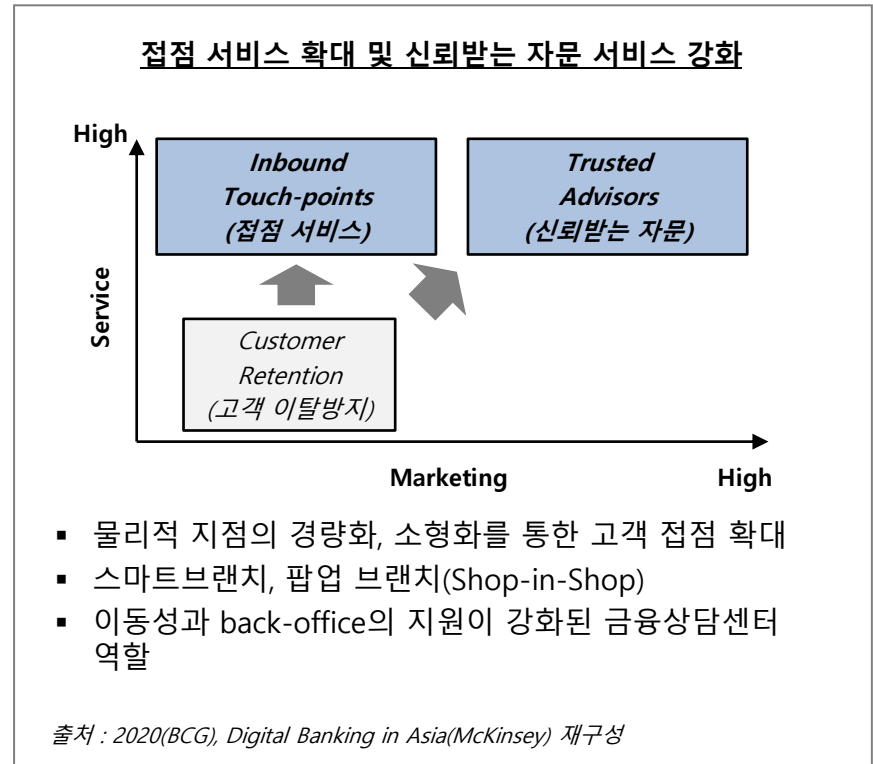 접점 서비스 확대 및 신뢰받는 자문 서비스 강화
High
Inbound
Touch-points
(접점 서비스)
Trusted
Advisors
(신뢰받는 자문)
Service
Customer
Retention
(고객 이탈방지)
Marketing
High
▪ 물리적 지점의 경량화, 소형화를 통한 고객 접점 확대
▪ 스마트브랜치, 팝업 브랜치(Shop-in-Shop)
▪ 이동성과 back-office의 지원이 강화된 금융상담센터
역할
출처 : 2020(BCG), Digital Banking in Asia(McKinsey) 재구성